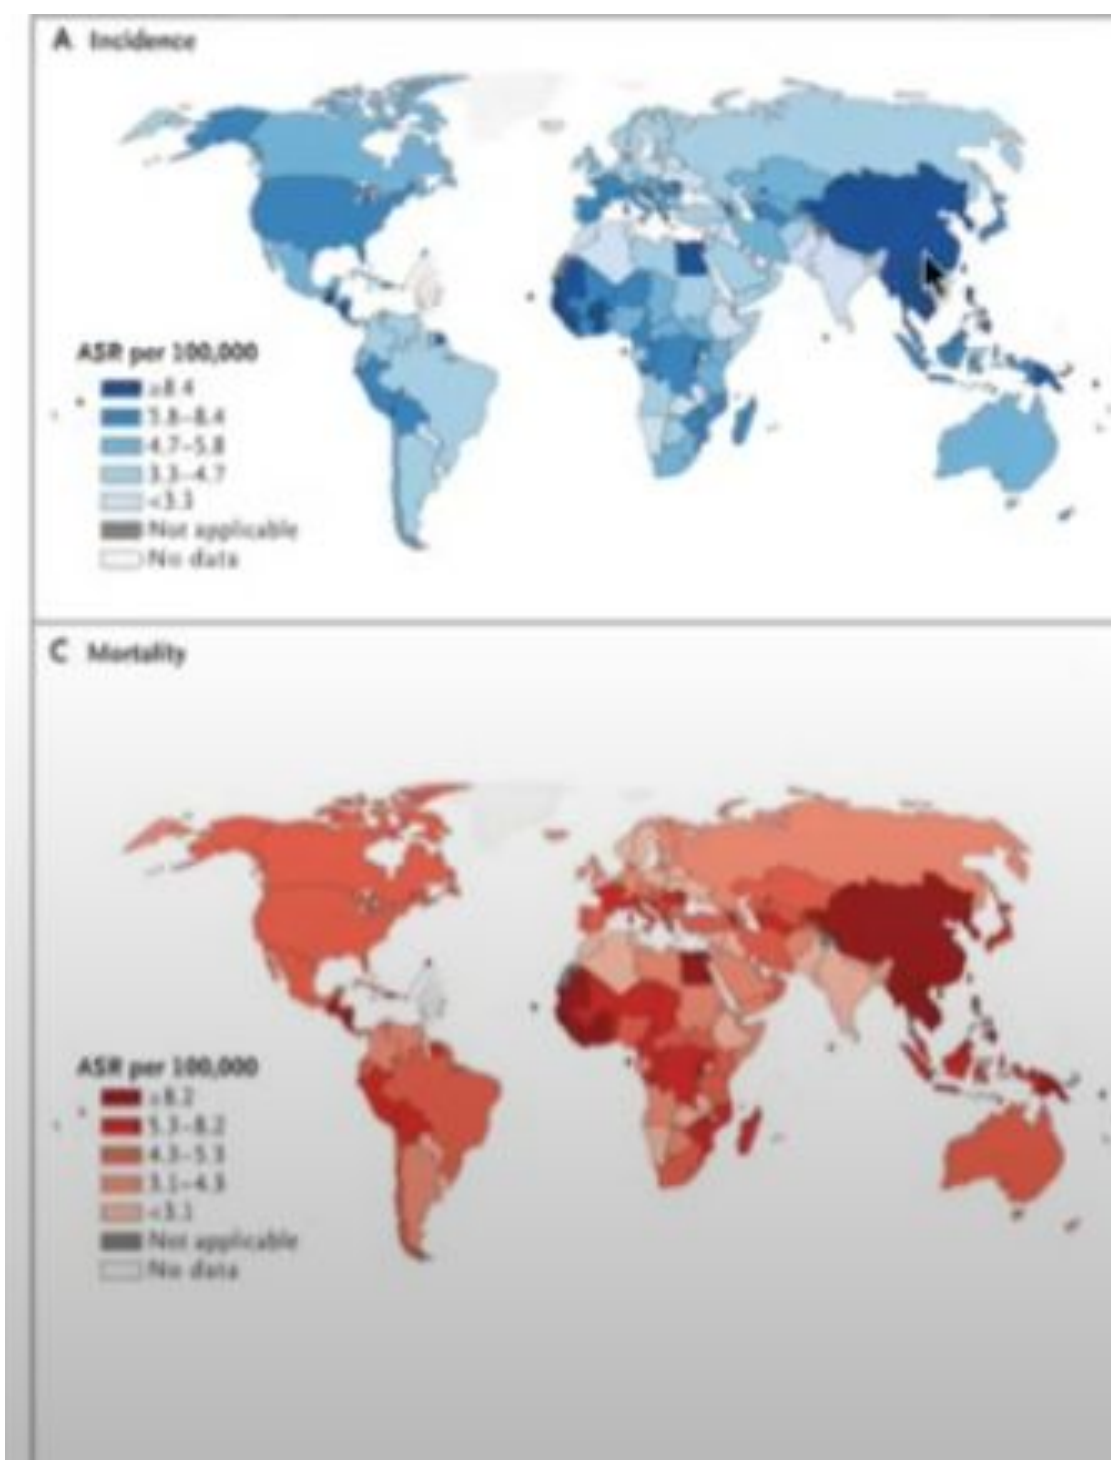 A Incidence
ASR per 100,000
≥8.4
5.8–8.4
4.7–5.8
3.3–4.7
<3.3
Not applicable
No data
C Mortality
ASR per 100,000
≥8.2
5.3–8.2
4.3–5.3
3.1–4.3
<3.1
Not applicable
No data